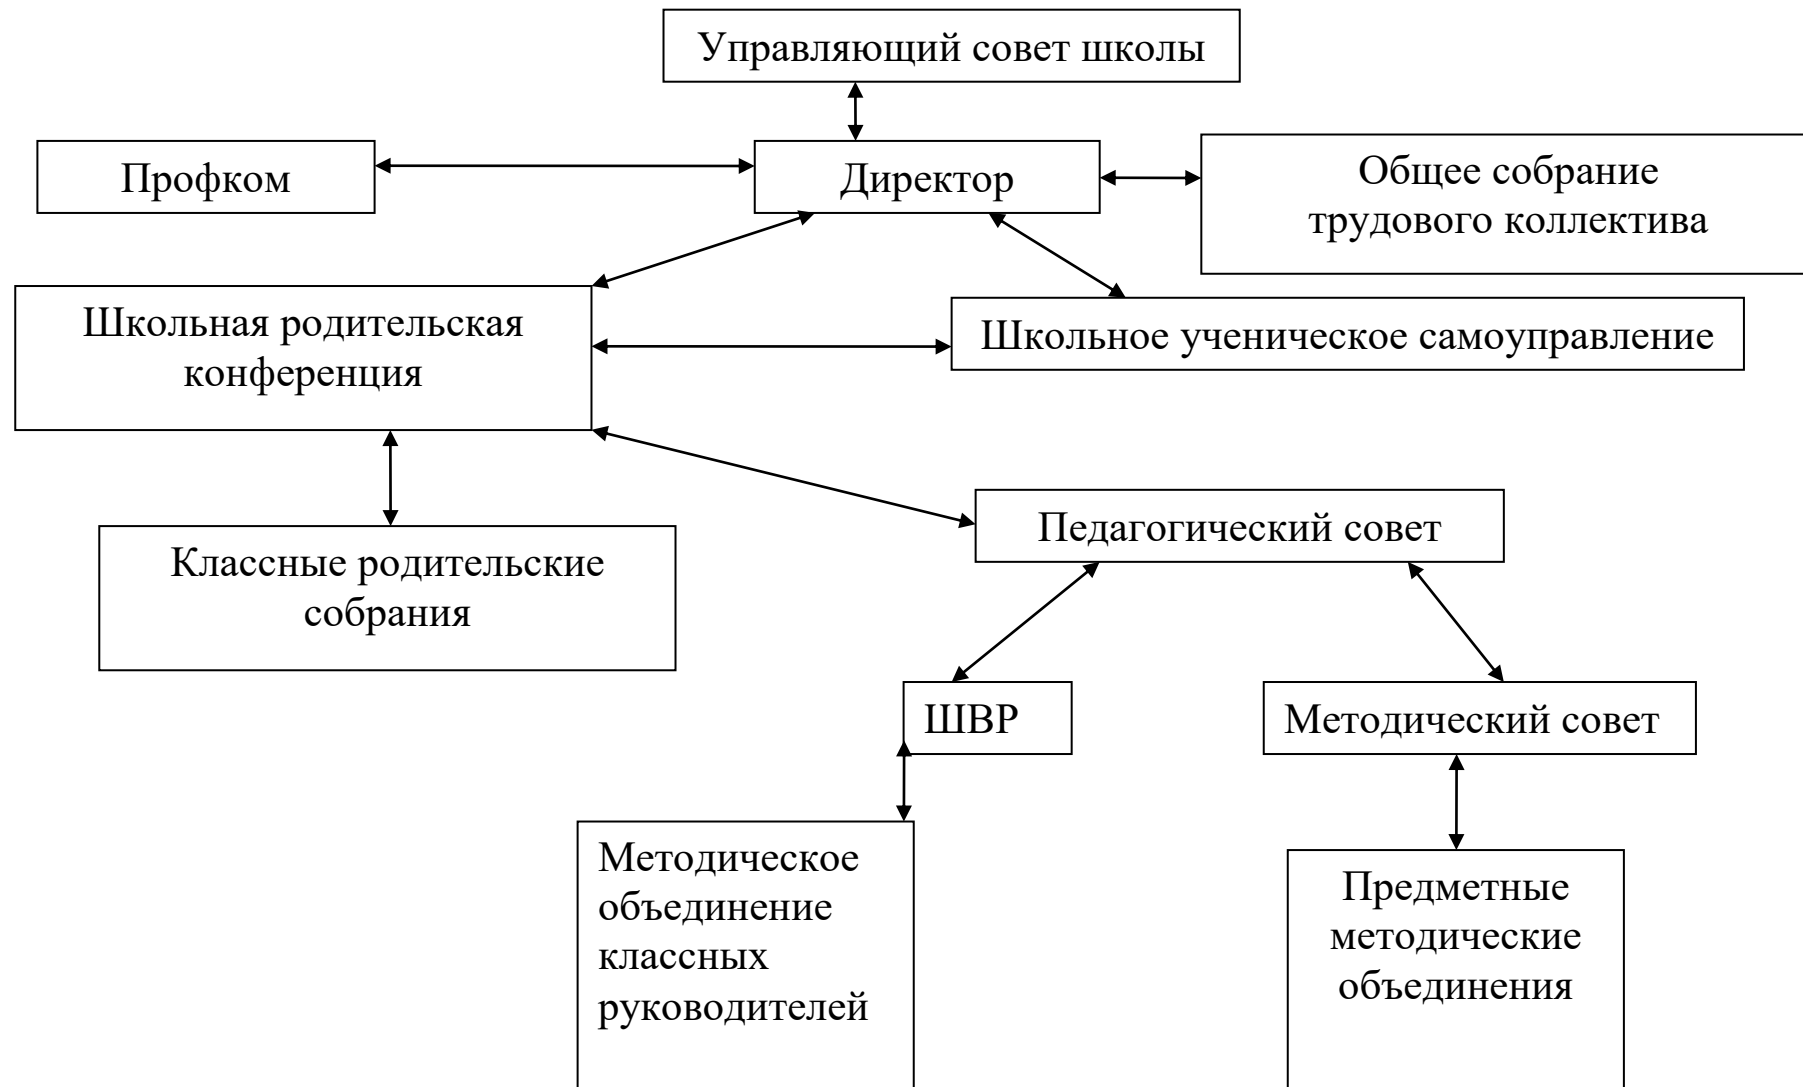 Управляющий совет школы
Профком
Директор
Общее собрание
трудового коллектива
Школьная родительская
конференция
Школьное ученическое самоуправление
Педагогический совет
Классные родительские
собрания
ШВР
Методический совет
Методическое
объединение
классных
руководителей
Предметные
методические
объединения